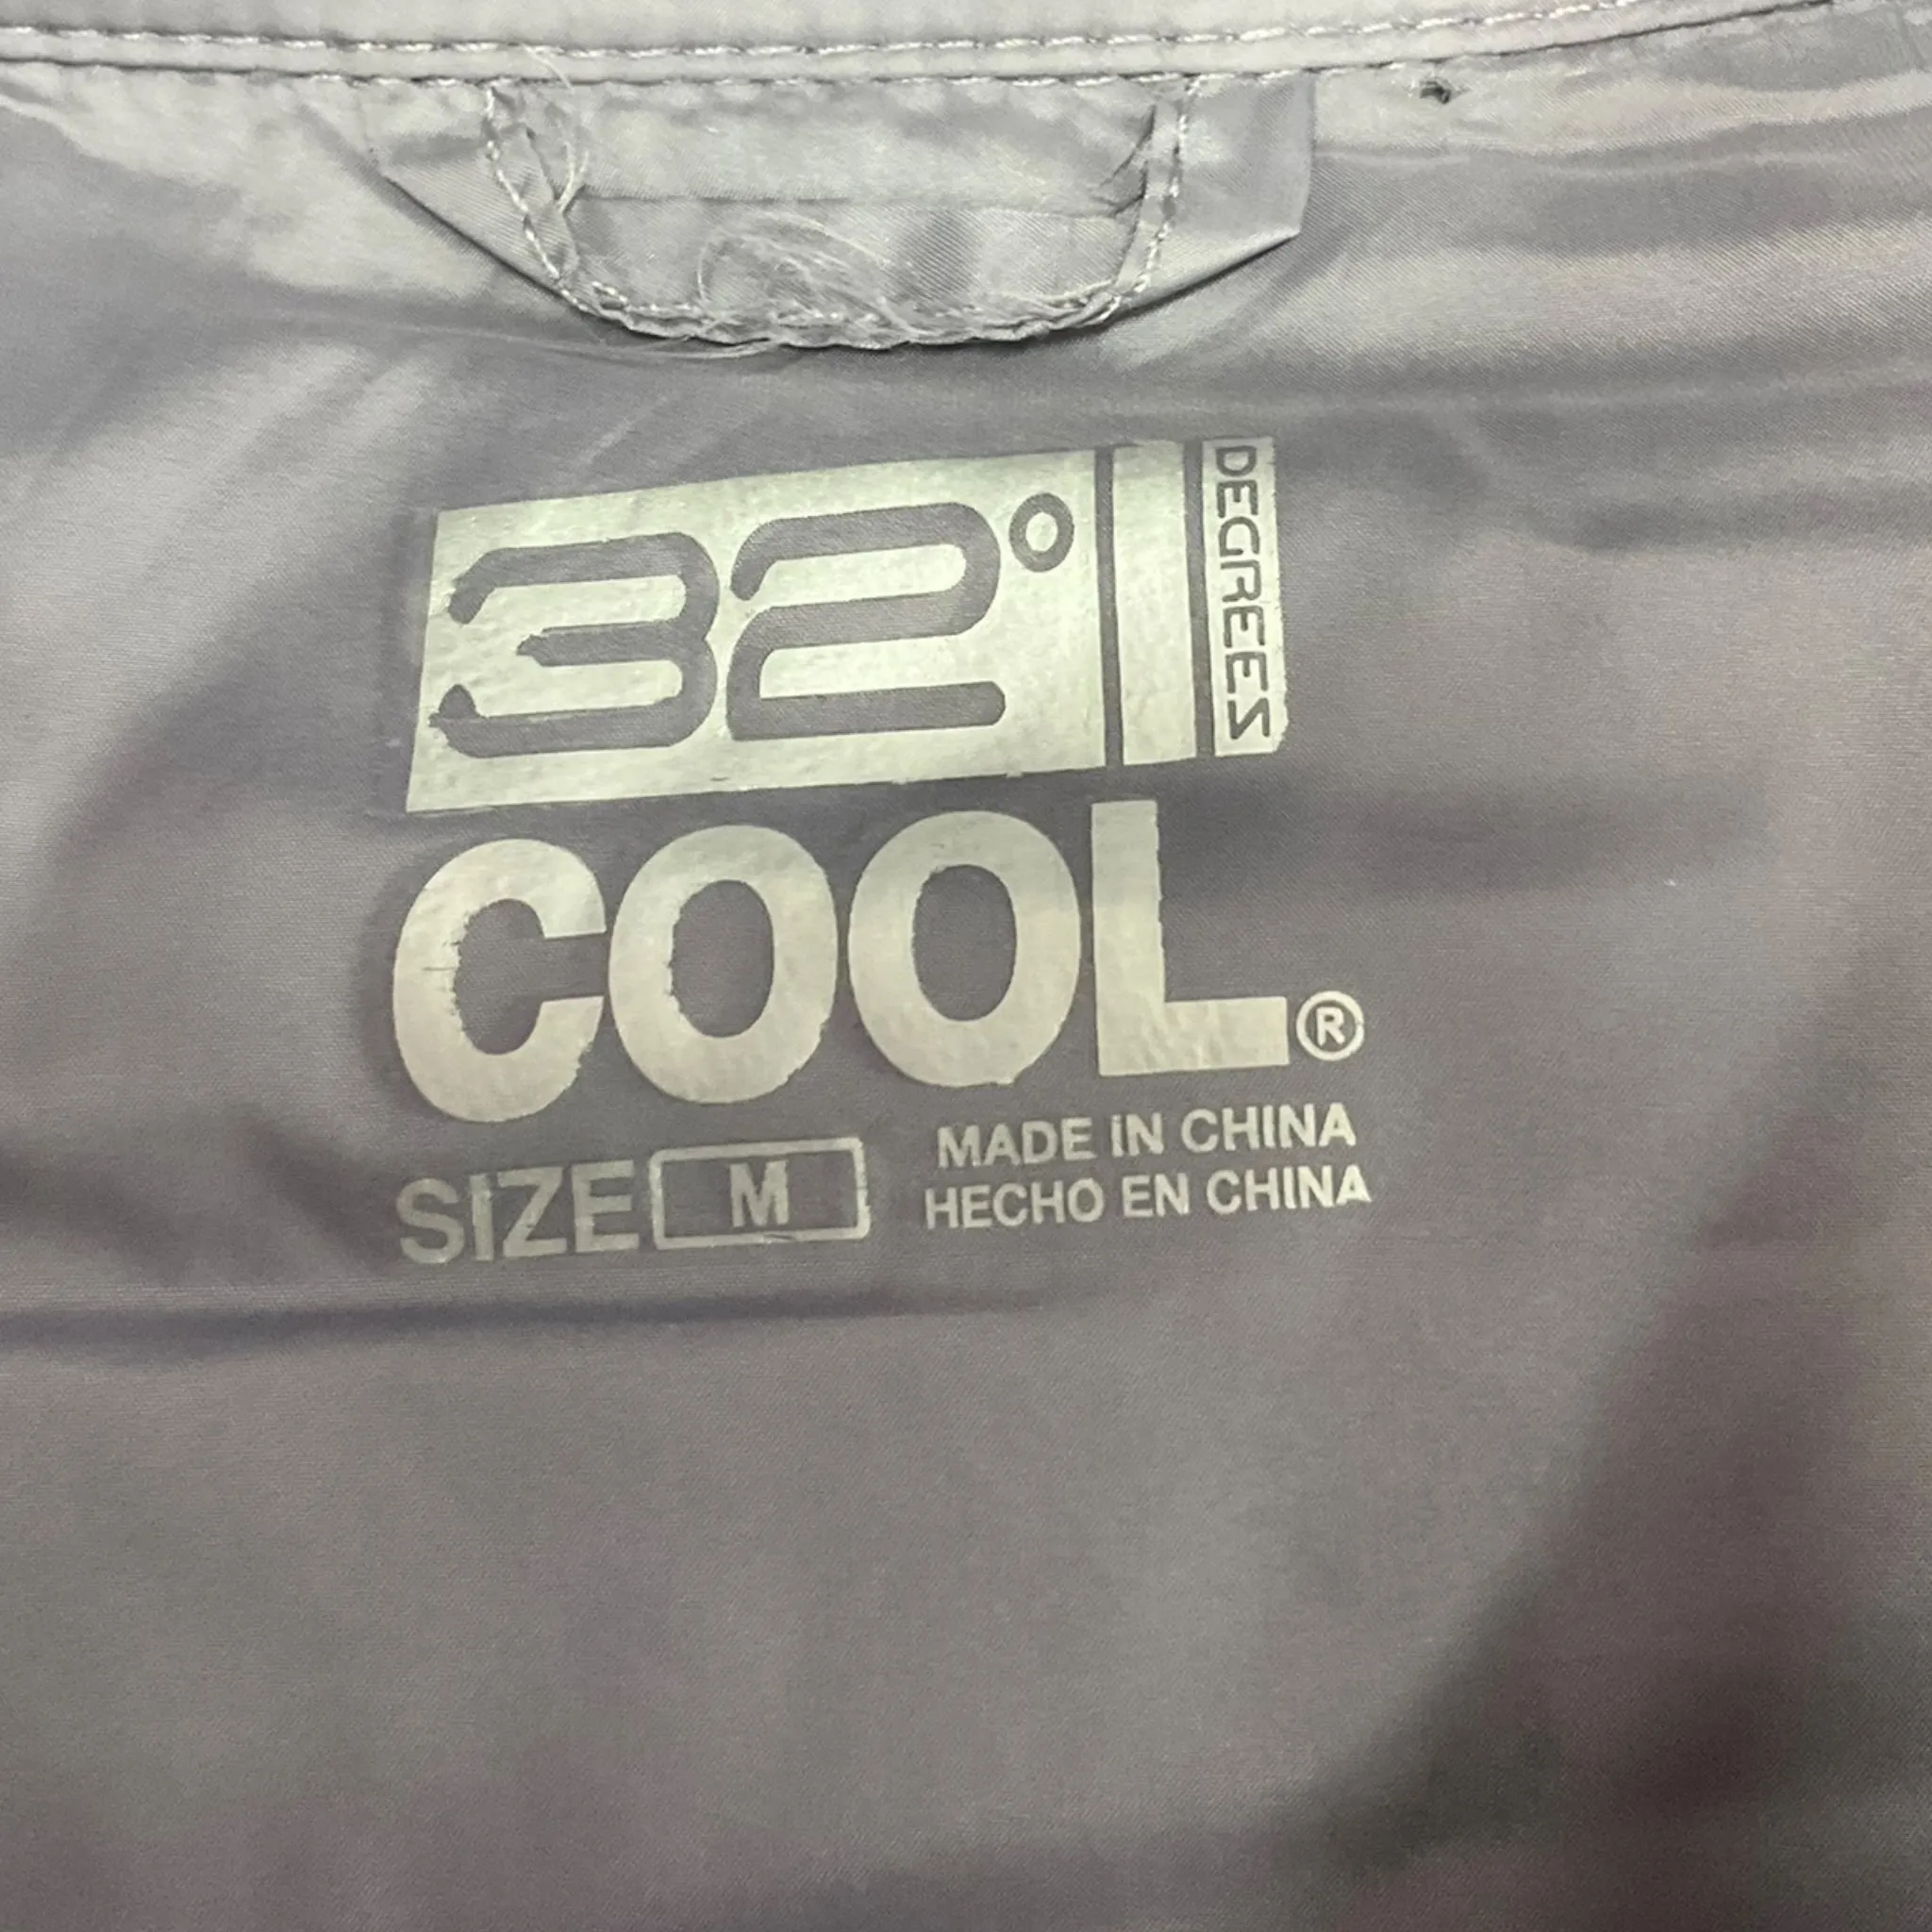 32° DEGREES
COOL®
SIZE M
MADE IN CHINA
HECHO EN CHINA